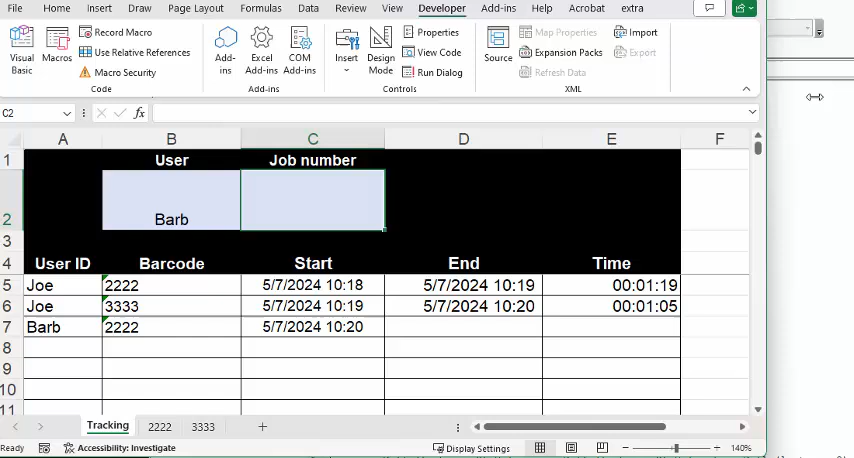 File Home Insert Draw Page Layout Formulas Data Review View Developer Add-ins Help Acrobat extra
Visual Basic
Macros
Record Macro
Use Relative References
Macro Security
Code
Add-ins
Excel Add-ins
COM Add-ins
Add-ins
Insert
Design Mode
Properties
View Code
Run Dialog
Controls
Source
Map Properties
Expansion Packs
Refresh Data
Import
Export
XML
C2 fx
A B C D E F
1 User Job number
2 Barb
3
4 User ID Barcode Start End Time
5 Joe 2222 5/7/2024 10:18 5/7/2024 10:19 00:01:19
6 Joe 3333 5/7/2024 10:19 5/7/2024 10:20 00:01:05
7 Barb 2222 5/7/2024 10:20
8
9
10
11
Tracking 2222 3333
Ready Accessibility: Investigate Display Settings 140%